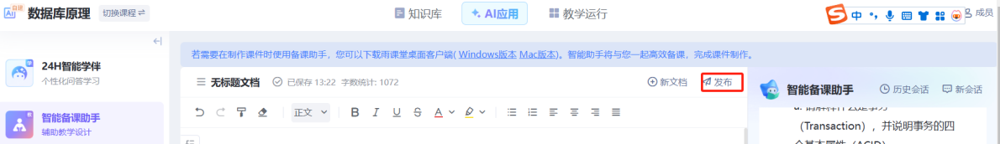 自建
Ai 数据库原理 切换课程 知识库 AI应用 教学运行 中 成员
24H智能学伴
个性化问答学习
智能备课助手
辅助教学设计
若需要在制作课件时使用备课助手，您可以下载雨课堂桌面客户端( Windows版本 Mac版本)。智能助手将与您一起高效备课，完成课件制作。
无标题文档 已保存 13:22 字数统计: 1072 新文档 发布
正文 B I U S A
智能备课助手 历史会话 新会话
（Transaction），并说明事务的四